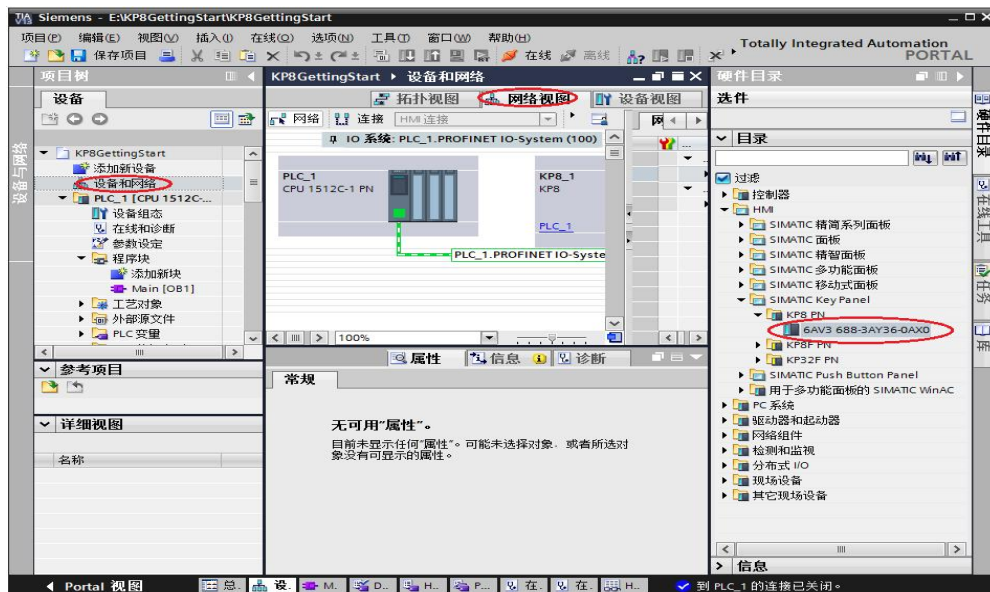 Siemens - E:\KP8GettingStart\KP8GettingStart
项目(P) 编辑(E) 视图(V) 插入(I) 在线(O) 选项(N) 工具(T) 窗口(W) 帮助(H)
Totally Integrated Automation
PORTAL
保存项目
在线
离线
项目树
设备
设备与网络
KP8GettingStart
添加新设备
设备和网络
PLC_1 [CPU 1512C-...
设备组态
在线和诊断
参数设定
程序块
添加新块
Main [OB1]
工艺对象
外部源文件
PLC 变量
参考项目
详细视图
名称
KP8GettingStart ▸ 设备和网络
拓扑视图
网络视图
设备视图
网络
连接
HMI 连接
网
IO 系统: PLC_1.PROFINET IO-System (100)
...
PLC_1
CPU 1512C-1 PN
KP8_1
KP8
PLC_1
PLC_1.PROFINET IO-Syste
100%
属性
信息
诊断
常规
无可用“属性”。
目前未显示任何“属性”。可能未选择对象，或者所选对
象没有可显示的属性。
硬件目录
选件
目录
过滤
控制器
HMI
SIMATIC 精简系列面板
SIMATIC 面板
SIMATIC 精智面板
SIMATIC 多功能面板
SIMATIC 移动式面板
SIMATIC Key Panel
KP8 PN
6AV3 688-3AY36-0AX0
KP8F PN
KP32F PN
SIMATIC Push Button Panel
用于多功能面板的 SIMATIC WinAC
PC 系统
驱动器和起动器
网络组件
检测和监视
分布式 I/O
现场设备
其它现场设备
信息
硬件目录
在线工具
任务
库
Portal 视图
总.
设.
M.
D..
H..
P...
在.
在.
H..
到 PLC_1 的连接已关闭。